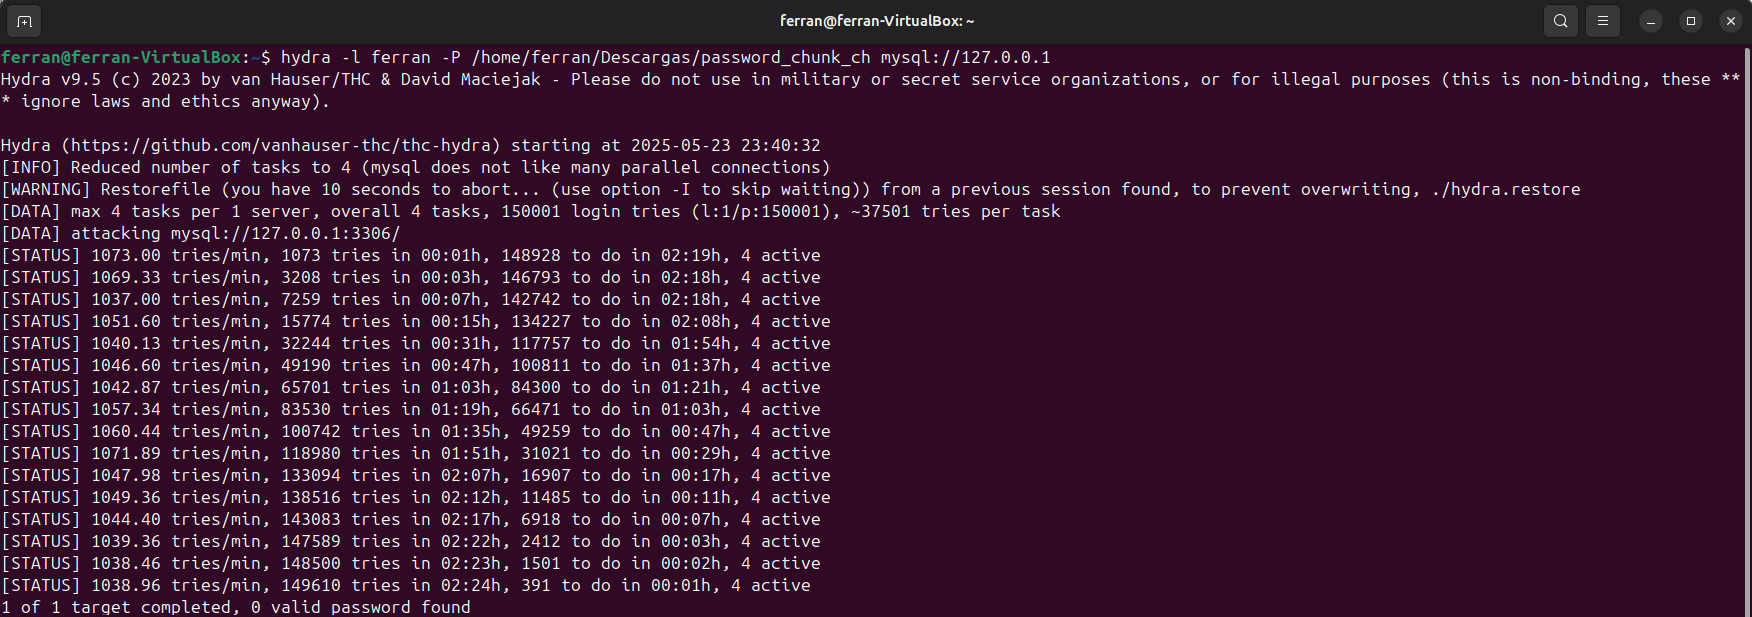 ferran@ferran-VirtualBox: ~
ferran@ferran-VirtualBox:~$ hydra -l ferran -P /home/ferran/Descargas/password_chunk_ch mysql://127.0.0.1
Hydra v9.5 (c) 2023 by van Hauser/THC & David Maciejak - Please do not use in military or secret service organizations, or for illegal purposes (this is non-binding, these **
* ignore laws and ethics anyway).
Hydra (https://github.com/vanhauser-thc/thc-hydra) starting at 2025-05-23 23:40:32
[INFO] Reduced number of tasks to 4 (mysql does not like many parallel connections)
[WARNING] Restorefile (you have 10 seconds to abort... (use option -I to skip waiting)) from a previous session found, to prevent overwriting, ./hydra.restore
[DATA] max 4 tasks per 1 server, overall 4 tasks, 150001 login tries (l:1/p:150001), ~37501 tries per task
[DATA] attacking mysql://127.0.0.1:3306/
[STATUS] 1073.00 tries/min, 1073 tries in 00:01h, 148928 to do in 02:19h, 4 active
[STATUS] 1069.33 tries/min, 3208 tries in 00:03h, 146793 to do in 02:18h, 4 active
[STATUS] 1037.00 tries/min, 7259 tries in 00:07h, 142742 to do in 02:18h, 4 active
[STATUS] 1051.60 tries/min, 15774 tries in 00:15h, 134227 to do in 02:08h, 4 active
[STATUS] 1040.13 tries/min, 32244 tries in 00:31h, 117757 to do in 01:54h, 4 active
[STATUS] 1046.60 tries/min, 49190 tries in 00:47h, 100811 to do in 01:37h, 4 active
[STATUS] 1042.87 tries/min, 65701 tries in 01:03h, 84300 to do in 01:21h, 4 active
[STATUS] 1057.34 tries/min, 83530 tries in 01:19h, 66471 to do in 01:03h, 4 active
[STATUS] 1060.44 tries/min, 100742 tries in 01:35h, 49259 to do in 00:47h, 4 active
[STATUS] 1071.89 tries/min, 118980 tries in 01:51h, 31021 to do in 00:29h, 4 active
[STATUS] 1047.98 tries/min, 133094 tries in 02:07h, 16907 to do in 00:17h, 4 active
[STATUS] 1049.36 tries/min, 138516 tries in 02:12h, 11485 to do in 00:11h, 4 active
[STATUS] 1044.40 tries/min, 143083 tries in 02:17h, 6918 to do in 00:07h, 4 active
[STATUS] 1039.36 tries/min, 147589 tries in 02:22h, 2412 to do in 00:03h, 4 active
[STATUS] 1038.46 tries/min, 148500 tries in 02:23h, 1501 to do in 00:02h, 4 active
[STATUS] 1038.96 tries/min, 149610 tries in 02:24h, 391 to do in 00:01h, 4 active
1 of 1 target completed, 0 valid password found